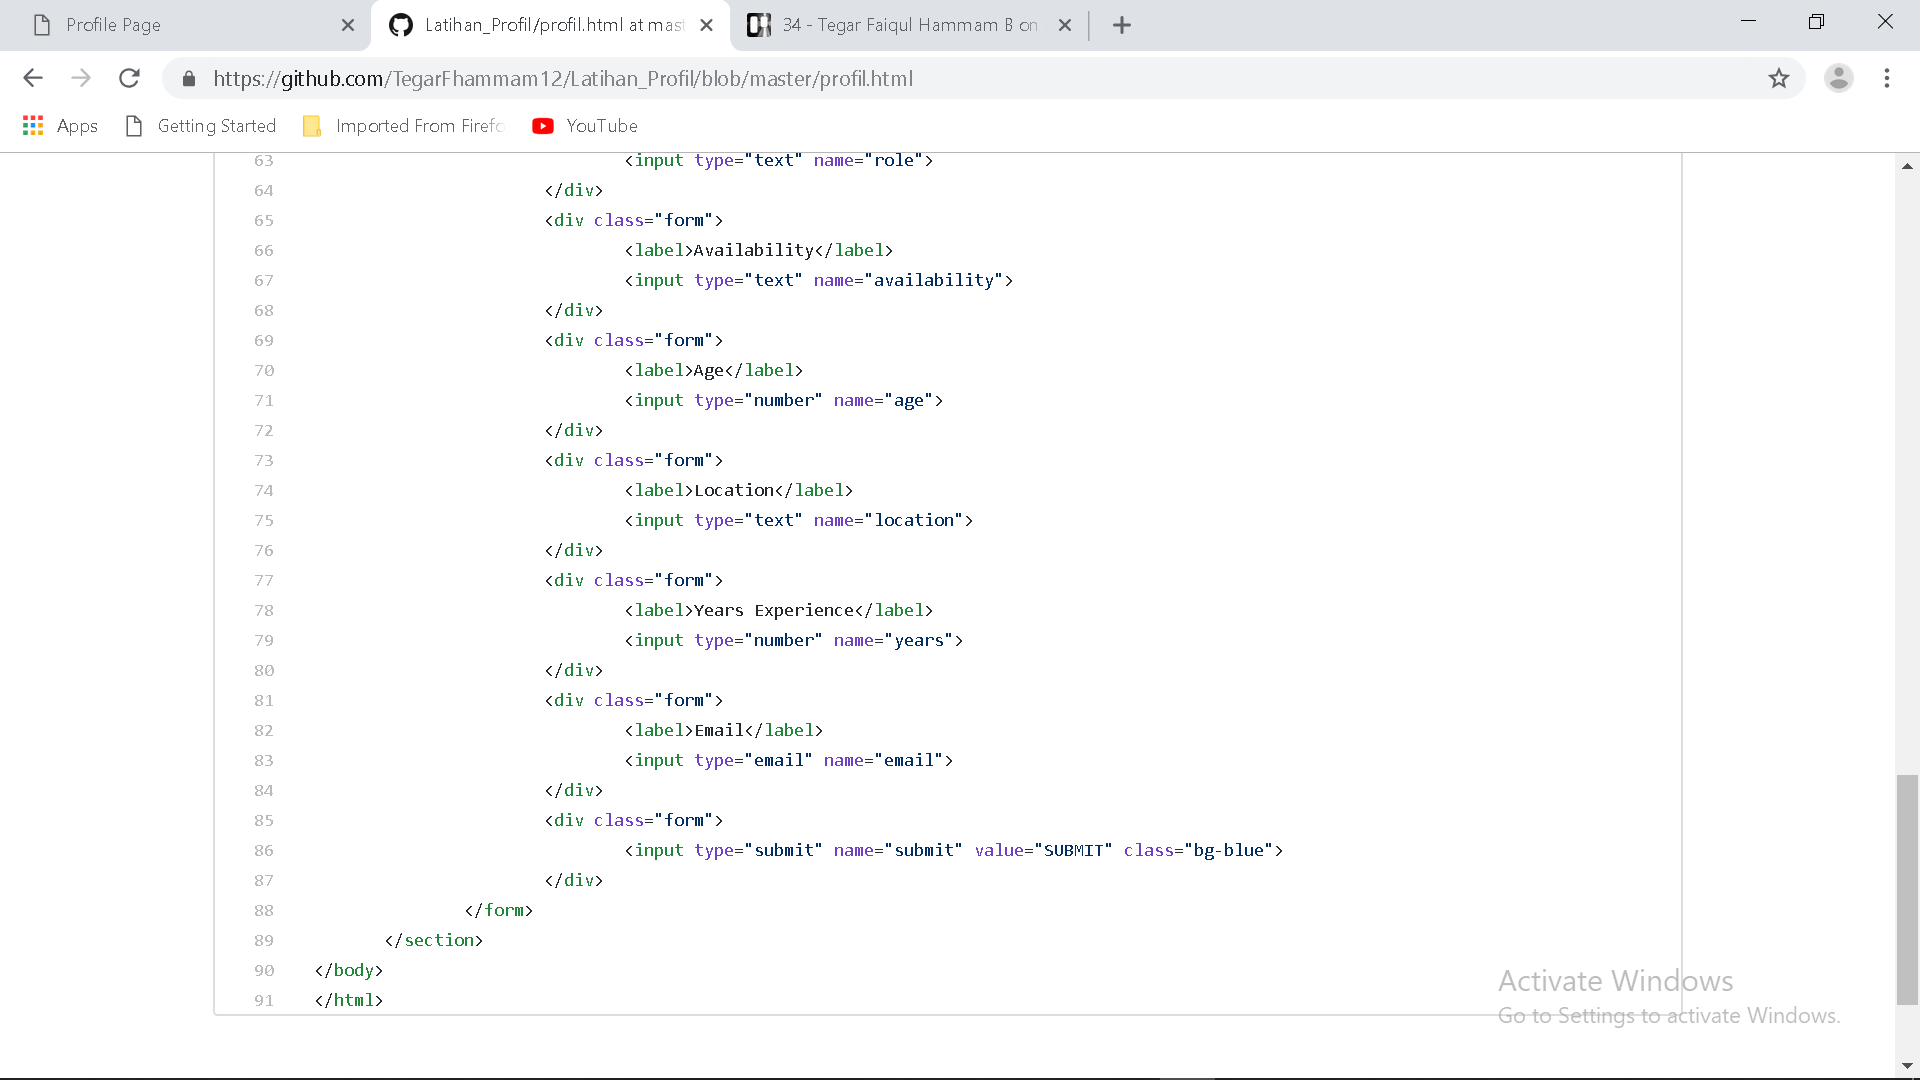 Profile Page
Latihan_Profil/profil.html at mas
34 - Tegar Faiqul Hammam B on
https://github.com/TegarFhammam12/Latihan_Profil/blob/master/profil.html
Apps Getting Started Imported From Firefo YouTube
63 <input type="text" name="role">
64 </div>
65 <div class="form">
66 <label>Availability</label>
67 <input type="text" name="availability">
68 </div>
69 <div class="form">
70 <label>Age</label>
71 <input type="number" name="age">
72 </div>
73 <div class="form">
74 <label>Location</label>
75 <input type="text" name="location">
76 </div>
77 <div class="form">
78 <label>Years Experience</label>
79 <input type="number" name="years">
80 </div>
81 <div class="form">
82 <label>Email</label>
83 <input type="email" name="email">
84 </div>
85 <div class="form">
86 <input type="submit" name="submit" value="SUBMIT" class="bg-blue">
87 </div>
88 </form>
89 </section>
90 </body>
91 </html>
Activate Windows
Go to Settings to activate Windows.